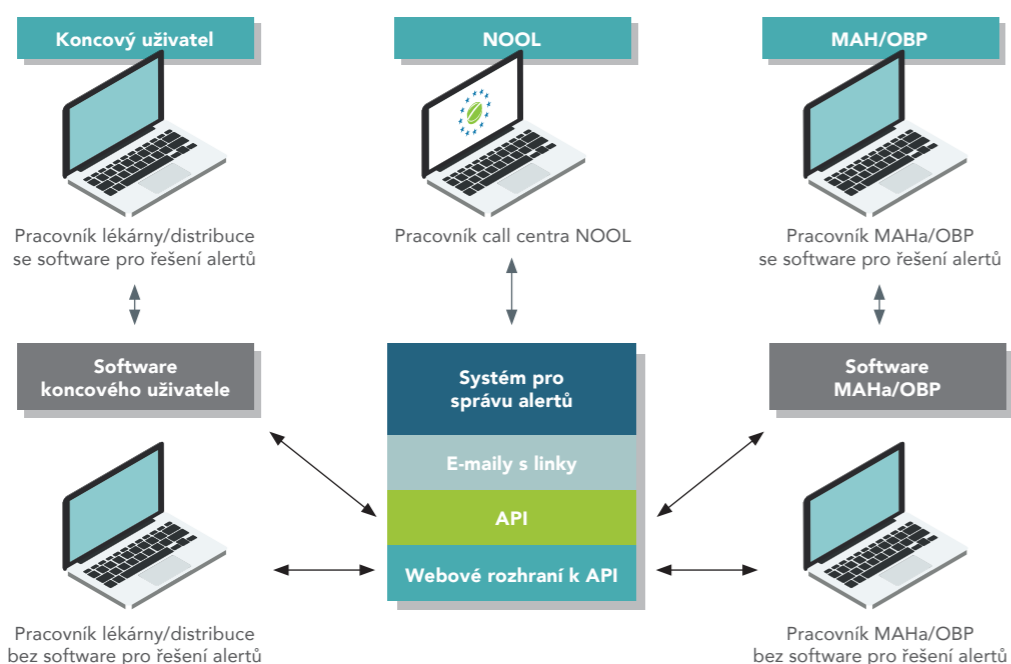 Koncový uživatel
NOOL
MAH/OBP
Pracovník lékárny/distribuce
se software pro řešení alertů
Pracovník call centra NOOL
Pracovník MAHa/OBP
se software pro řešení alertů
Software
koncového uživatele
Systém pro
správu alertů
E-maily s linky
API
Webové rozhraní k API
Software
MAHa/OBP
Pracovník lékárny/distribuce
bez software pro řešení alertů
Pracovník MAHa/OBP
bez software pro řešení alertů